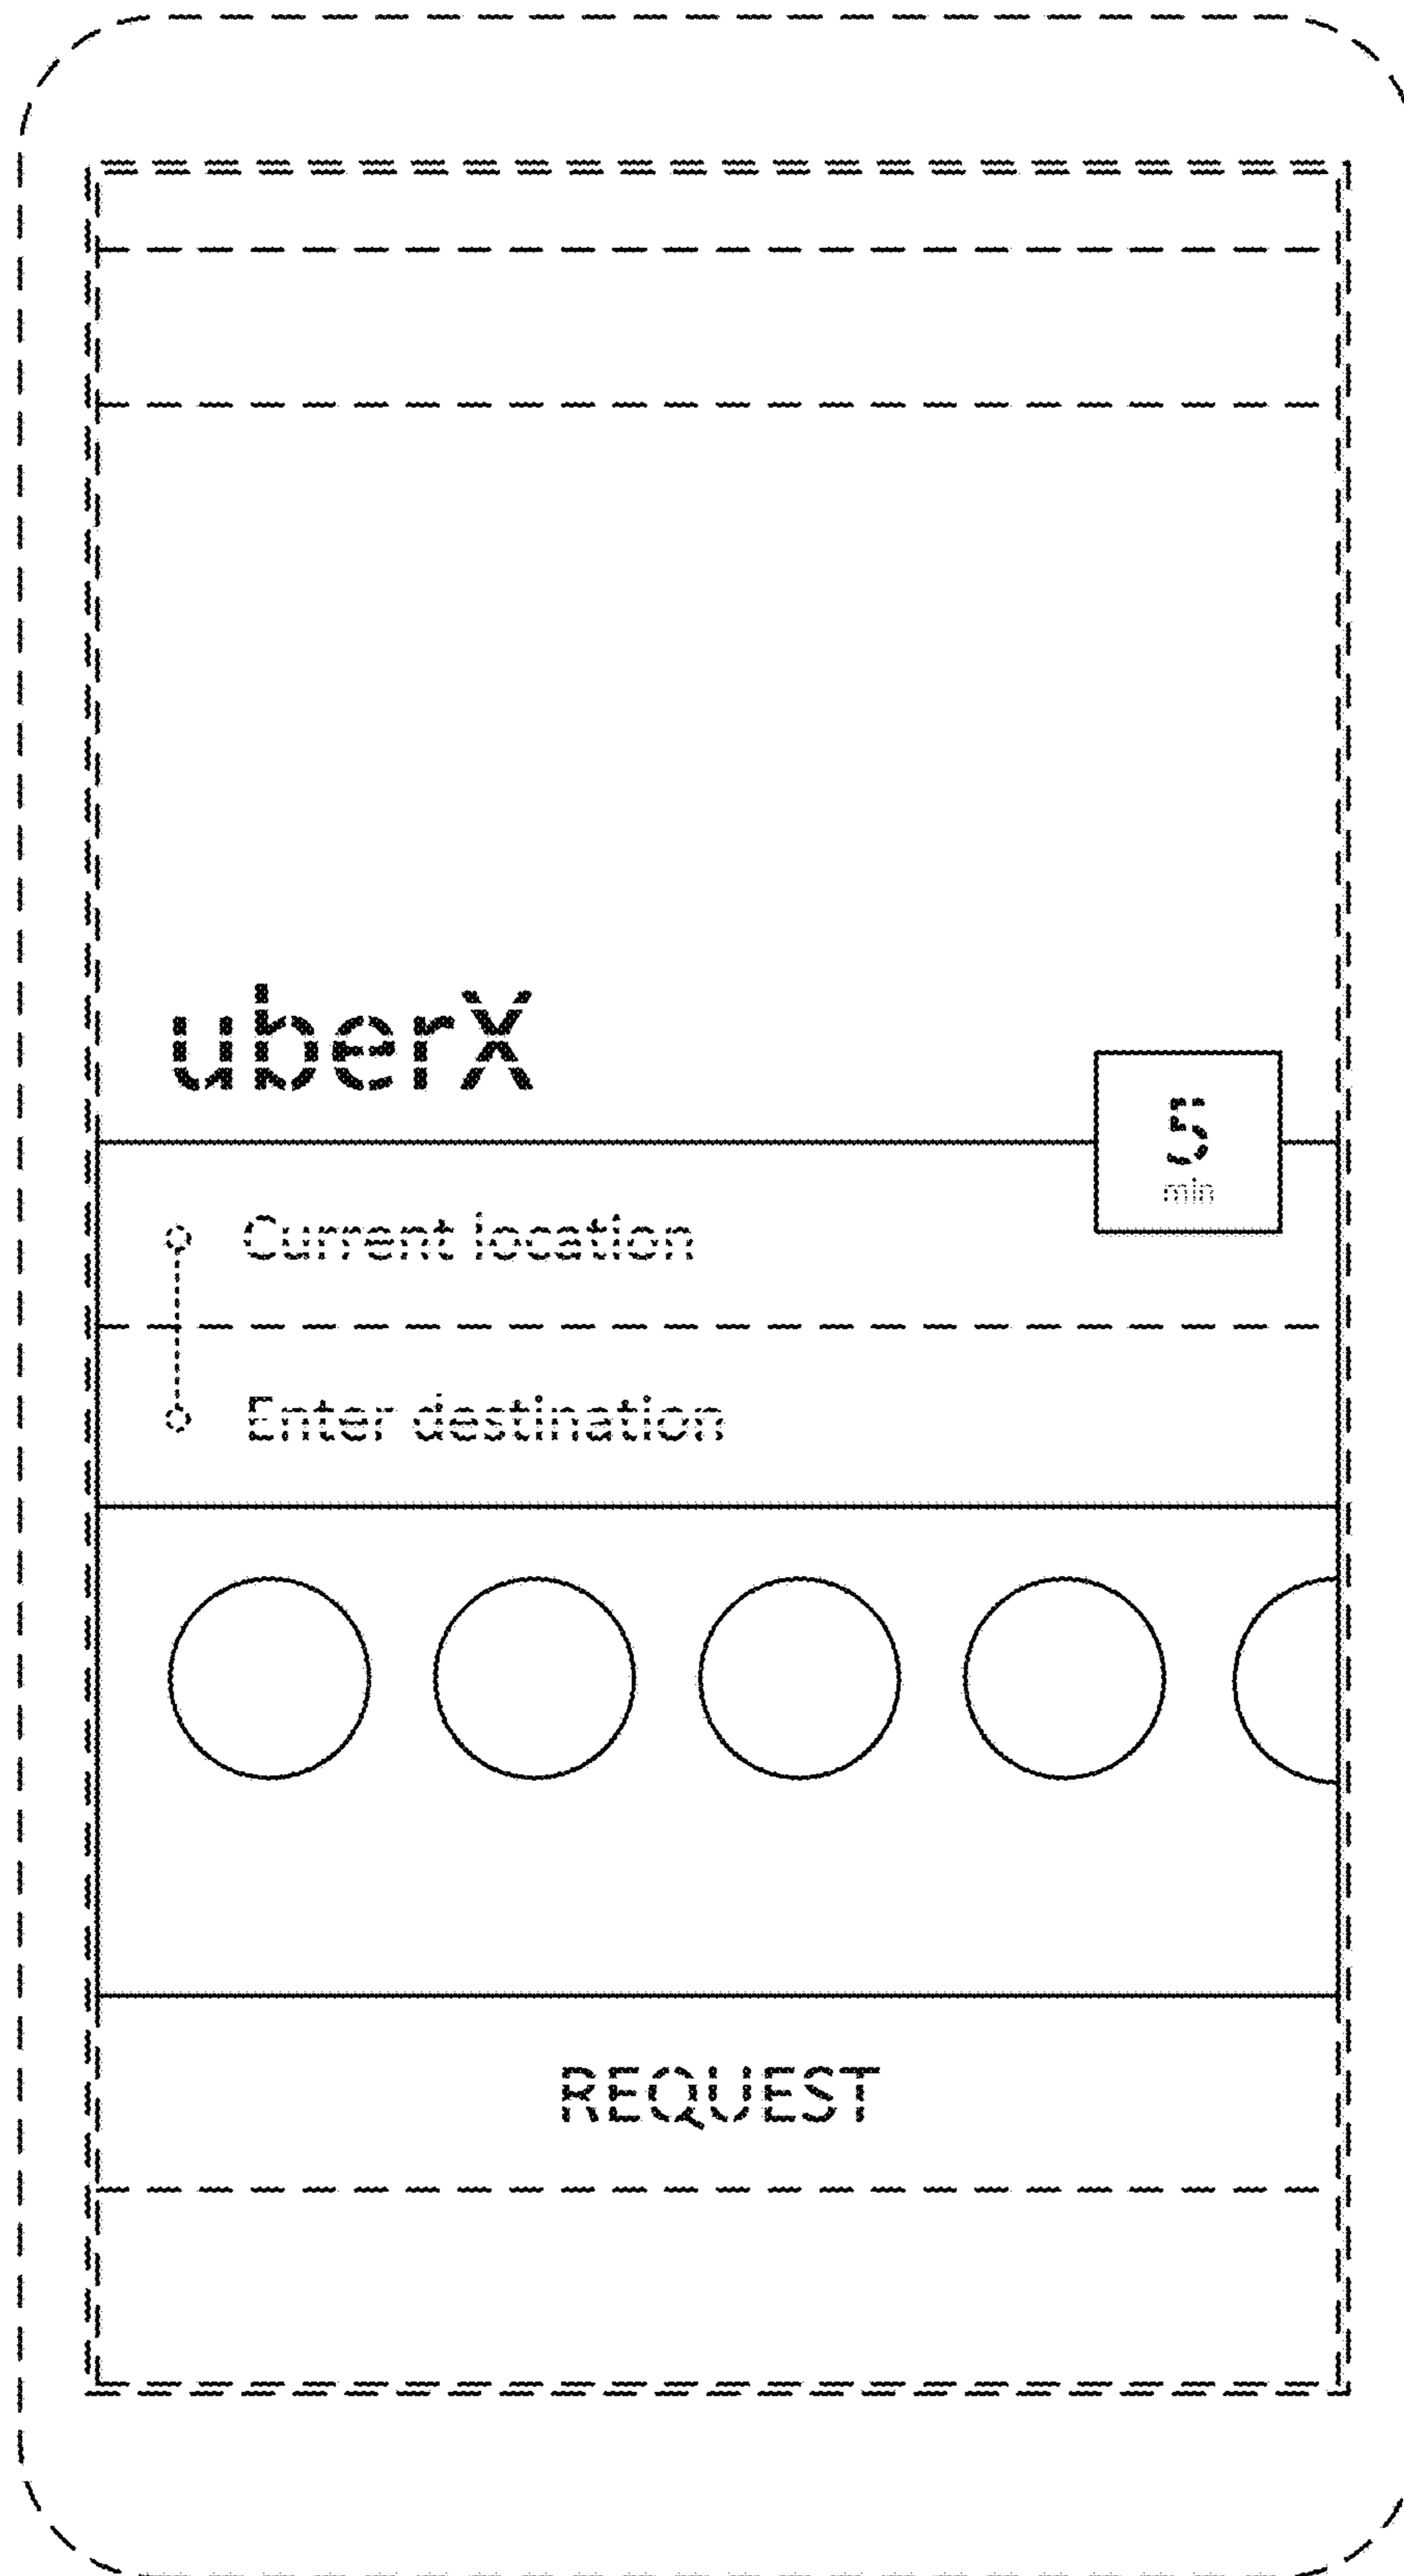 uberX
5
min
Current location
Enter destination
REQUEST